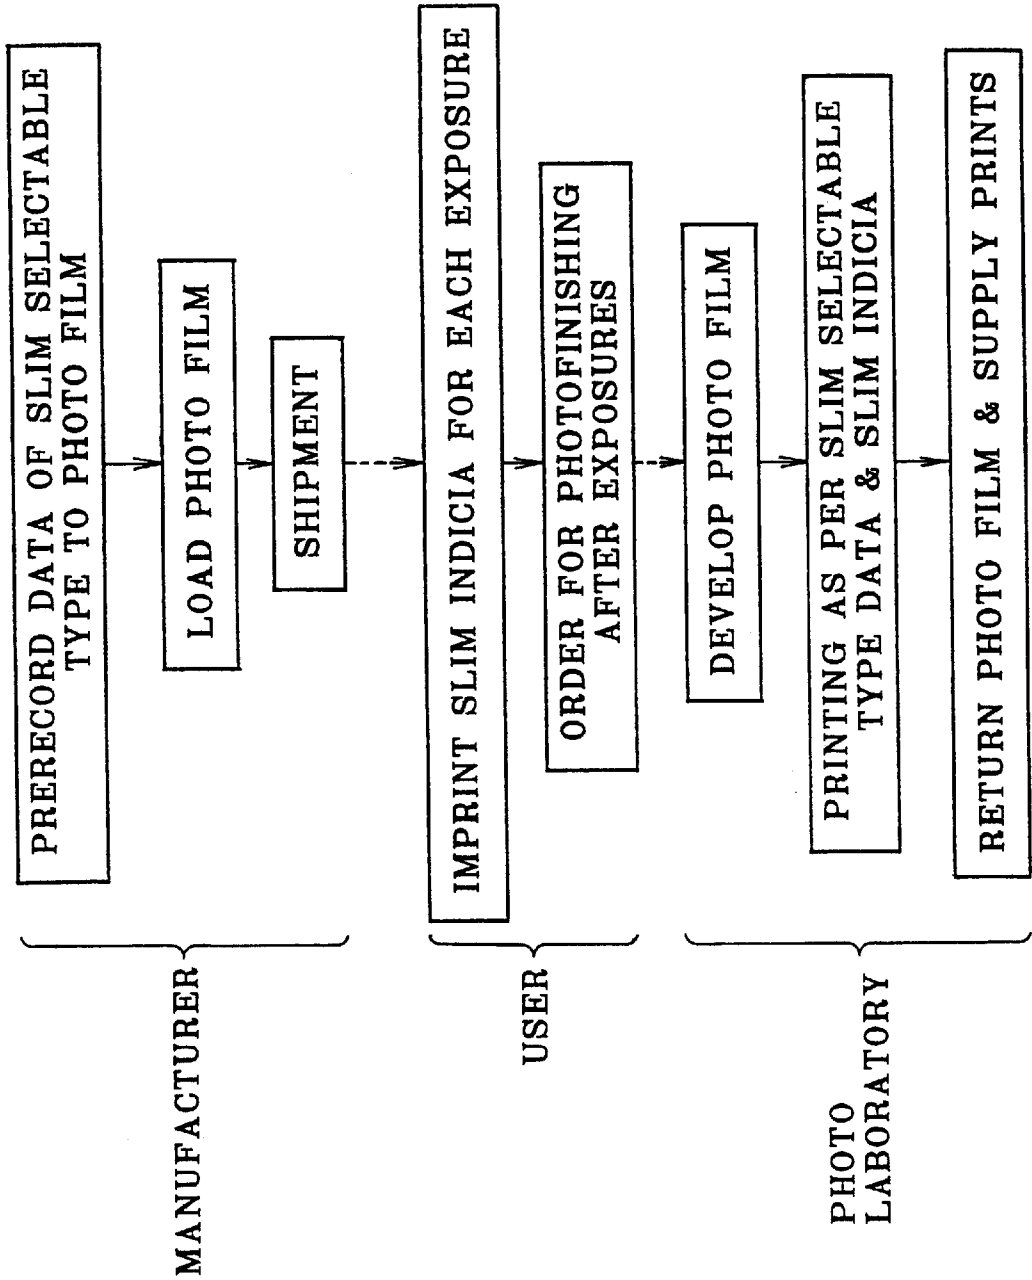 MANUFACTURER
PRERECORD DATA OF SLIM SELECTABLE
TYPE TO PHOTO FILM
LOAD PHOTO FILM
SHIPMENT
USER
IMPRINT SLIM INDICIA FOR EACH EXPOSURE
ORDER FOR PHOTOFINISHING
AFTER EXPOSURES
PHOTO
LABORATORY
DEVELOP PHOTO FILM
PRINTING AS PER SLIM SELECTABLE
TYPE DATA & SLIM INDICIA
RETURN PHOTO FILM & SUPPLY PRINTS